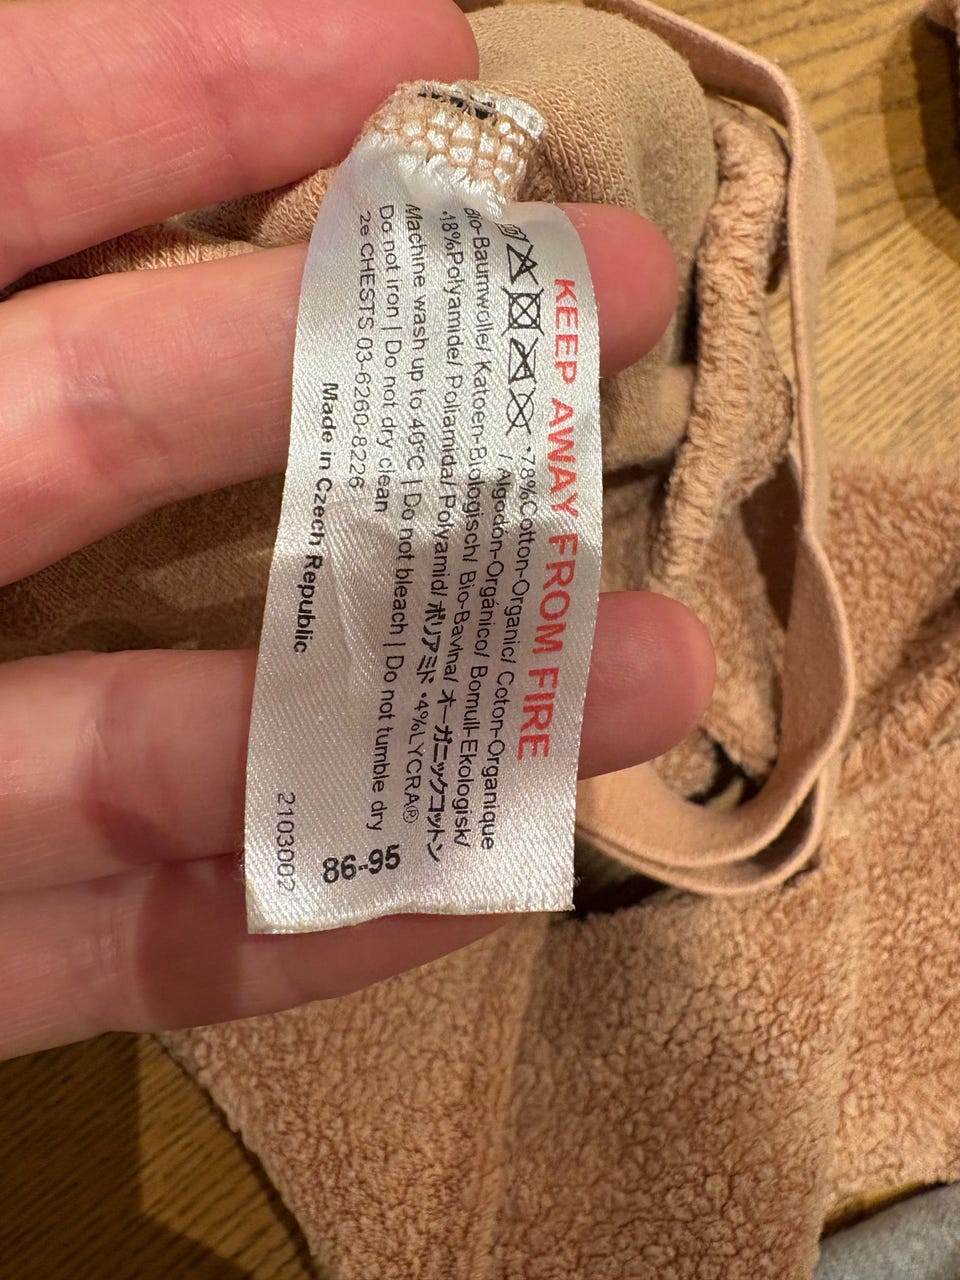 KEEP AWAY FROM FIRE
•78%Cotton-Organic/ Coton-Organique
/ Algodón-Orgánico/ Bomull-Ekologisk/
Bio-Baumwolle/ Katoen-Biologisch/ Bio-Bavlna/ オーガニックコットン
•18%Polyamide/ Poliamida/ Polyamid/ ポリアミド •4%LYCRA®
Machine wash up to 40°C | Do not bleach | Do not tumble dry
Do not iron | Do not dry clean
2e CHESTS 03-6260-8226
86-95
Made in Czech Republic
2103002